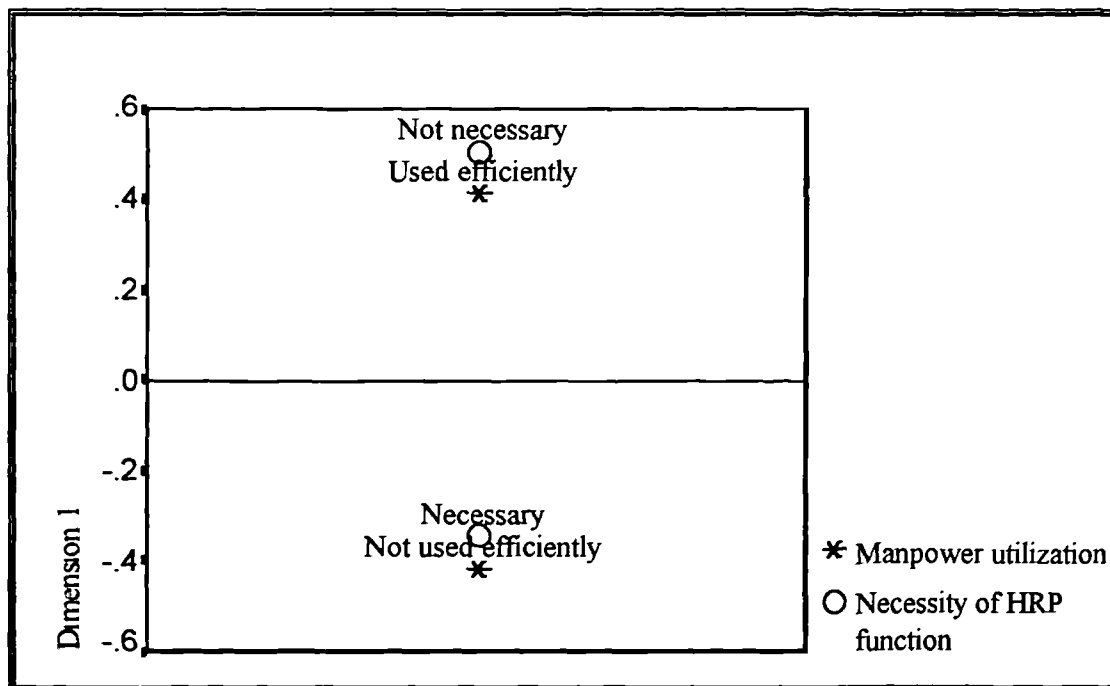 .6
Not necessary
Used efficiently
.4
.2
.0
-.2
Necessary
Not used efficiently
-.4
-.6
Dimension 1
Manpower utilization
Necessity of HRP
function